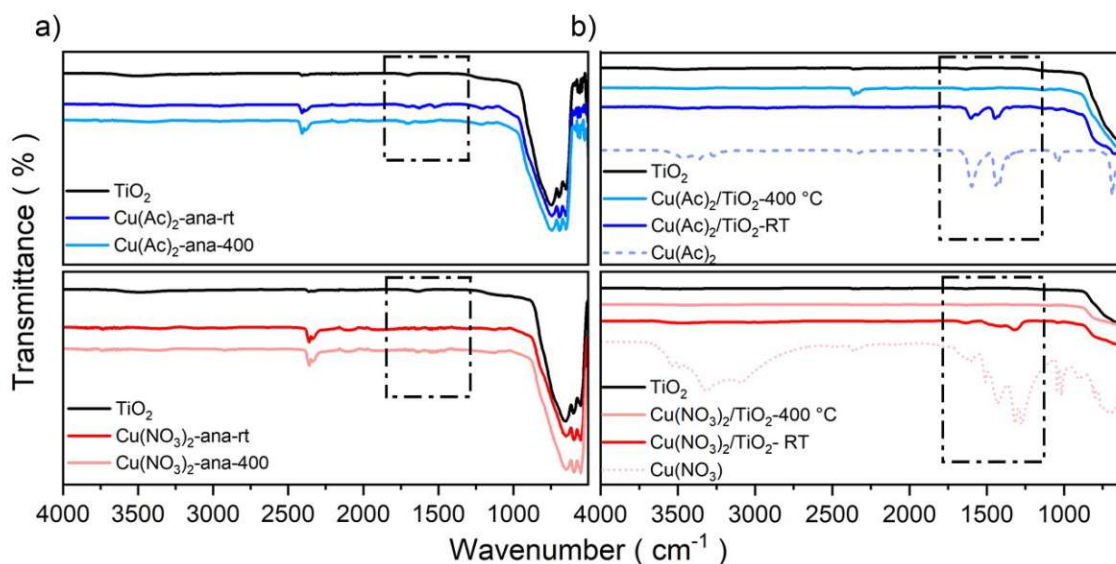 a)
b)
Transmittance ( % )
TiO₂
Cu(Ac)₂-ana-rt
Cu(Ac)₂-ana-400
TiO₂
Cu(Ac)₂/TiO₂-400 °C
Cu(Ac)₂/TiO₂-RT
Cu(Ac)₂
TiO₂
Cu(NO₃)₂-ana-rt
Cu(NO₃)₂-ana-400
TiO₂
Cu(NO₃)₂/TiO₂-400 °C
Cu(NO₃)₂/TiO₂- RT
Cu(NO₃)
4000 3500 3000 2500 2000 1500 1000 500
4000 3500 3000 2500 2000 1500 1000
Wavenumber ( cm⁻¹ )